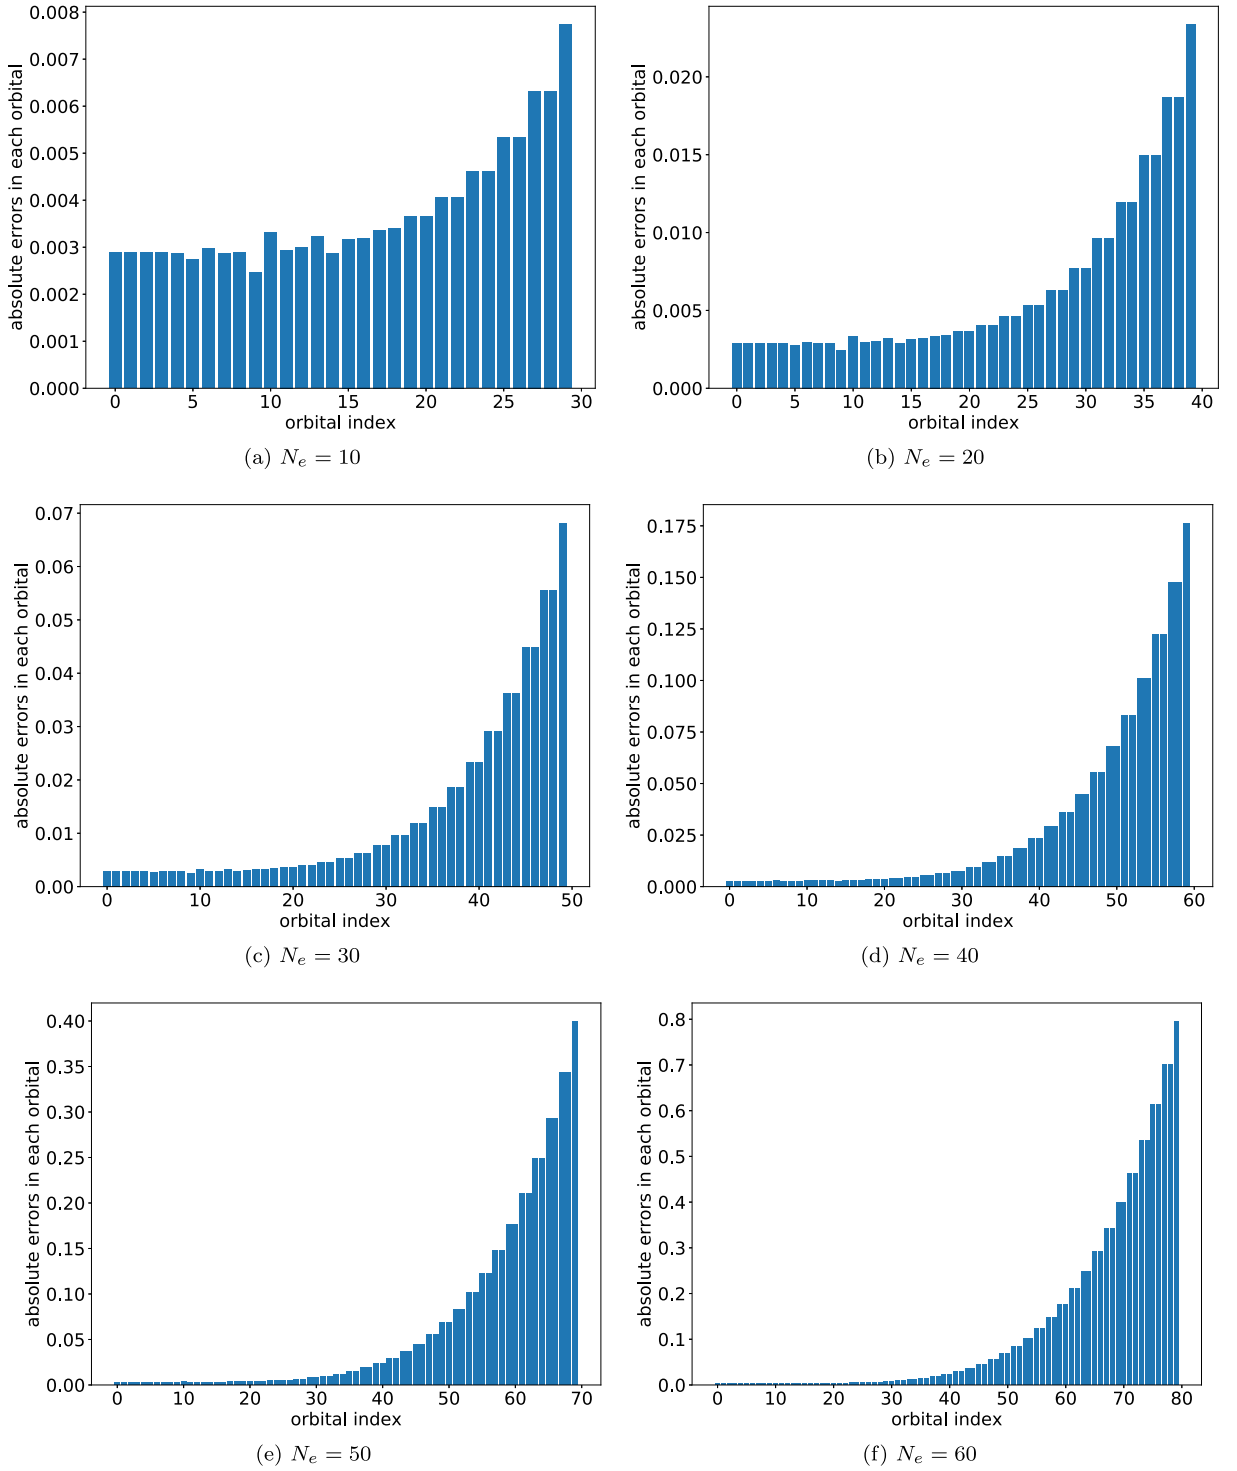 absolute errors in each orbital
0.008
0.007
0.006
0.005
0.004
0.003
0.002
0.001
0.000
0 5 10 15 20 25 30
orbital index
(a) N_e = 10
absolute errors in each orbital
0.020
0.015
0.010
0.005
0.000
0 5 10 15 20 25 30 35 40
orbital index
(b) N_e = 20
absolute errors in each orbital
0.07
0.06
0.05
0.04
0.03
0.02
0.01
0.00
0 10 20 30 40 50
orbital index
(c) N_e = 30
absolute errors in each orbital
0.175
0.150
0.125
0.100
0.075
0.050
0.025
0.000
0 10 20 30 40 50 60
orbital index
(d) N_e = 40
absolute errors in each orbital
0.40
0.35
0.30
0.25
0.20
0.15
0.10
0.05
0.00
0 10 20 30 40 50 60 70
orbital index
(e) N_e = 50
absolute errors in each orbital
0.8
0.7
0.6
0.5
0.4
0.3
0.2
0.1
0.0
0 10 20 30 40 50 60 70 80
orbital index
(f) N_e = 60